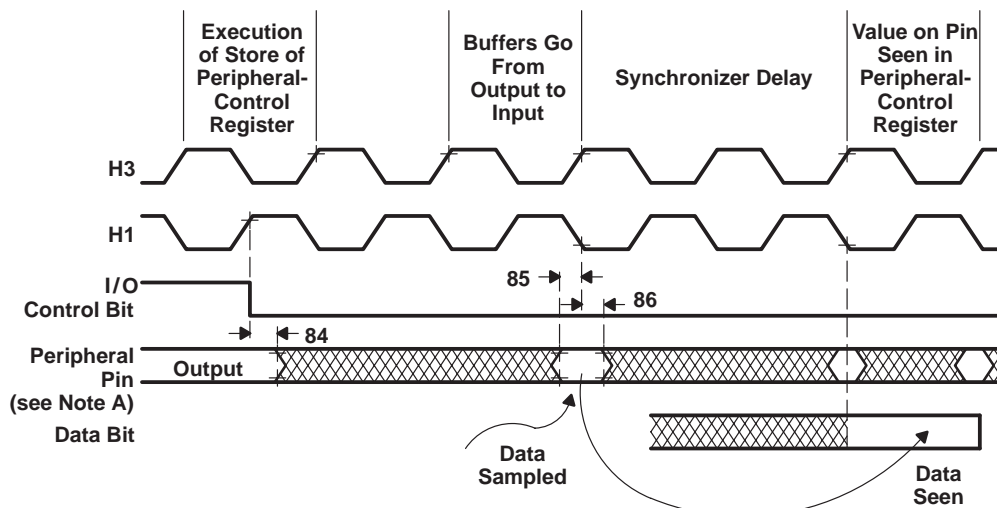 Execution
of Store of
Peripheral-
Control
Register
Buffers Go
From
Output to
Input
Synchronizer Delay
Value on Pin
Seen in
Peripheral-
Control
Register
H3
H1
I/O
Control Bit
85
86
84
Peripheral
Pin
(see Note A)
Output
Data Bit
Data
Sampled
Data
Seen